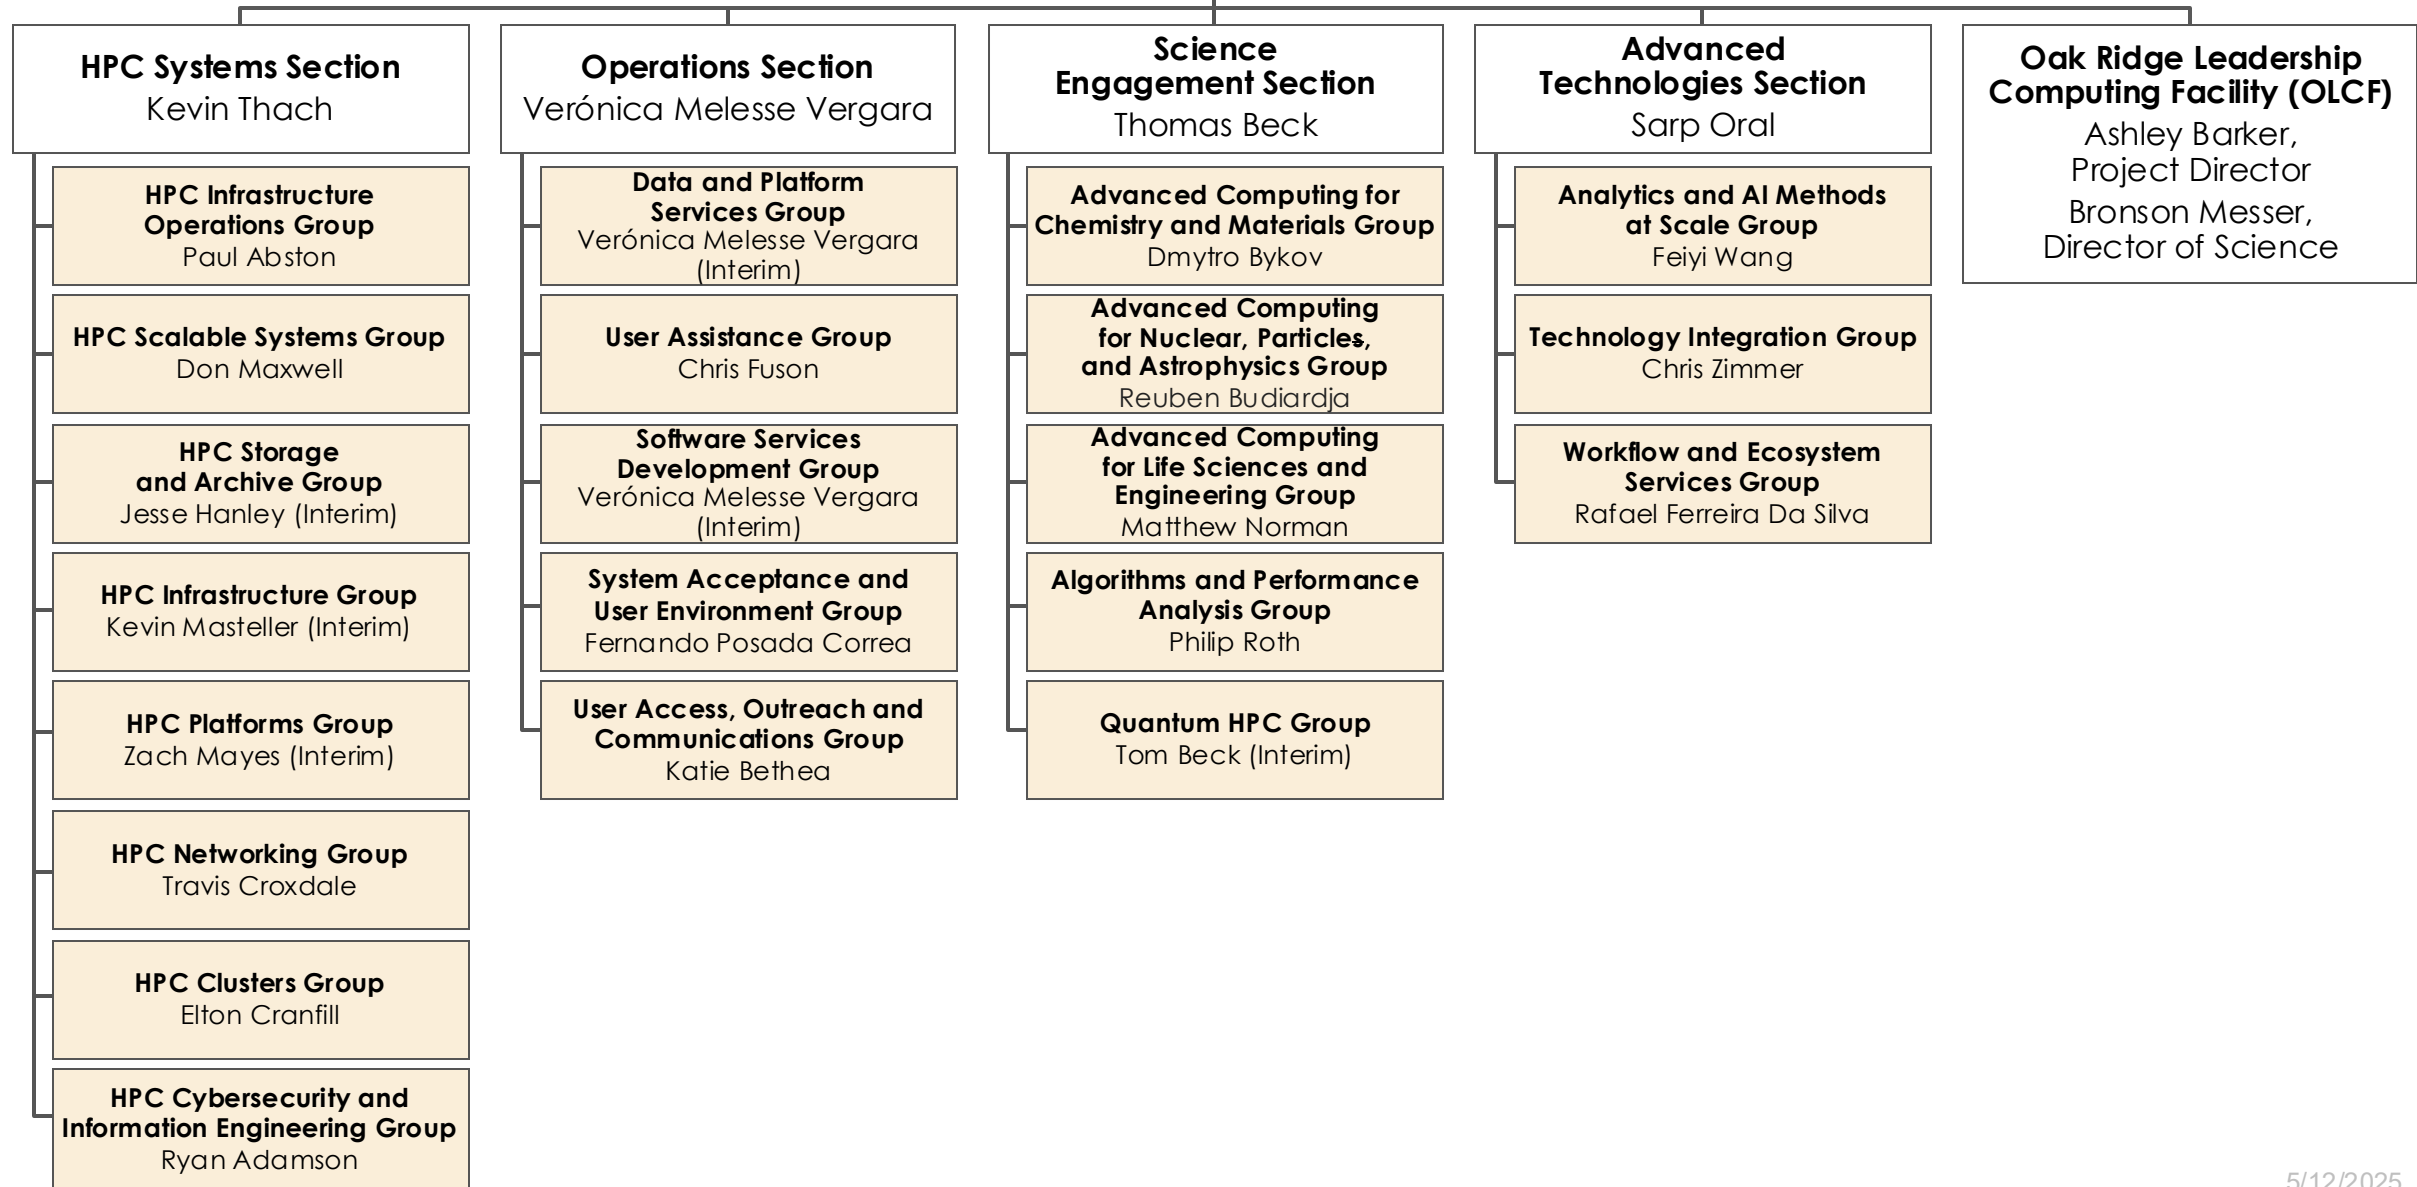 HPC Systems Section
Kevin Thach
HPC Infrastructure
Operations Group
Paul Abston
HPC Scalable Systems Group
Don Maxwell
HPC Storage
and Archive Group
Jesse Hanley (Interim)
HPC Infrastructure Group
Kevin Masteller (Interim)
HPC Platforms Group
Zach Mayes (Interim)
HPC Networking Group
Travis Croxdale
HPC Clusters Group
Elton Cranfill
HPC Cybersecurity and
Information Engineering Group
Ryan Adamson
Operations Section
Verónica Melesse Vergara
Data and Platform
Services Group
Verónica Melesse Vergara
(Interim)
User Assistance Group
Chris Fuson
Software Services
Development Group
Verónica Melesse Vergara
(Interim)
System Acceptance and
User Environment Group
Fernando Posada Correa
User Access, Outreach and
Communications Group
Katie Bethea
Science
Engagement Section
Thomas Beck
Advanced Computing for
Chemistry and Materials Group
Dmytro Bykov
Advanced Computing
for Nuclear, Particles,
and Astrophysics Group
Reuben Budiardja
Advanced Computing
for Life Sciences and
Engineering Group
Matthew Norman
Algorithms and Performance
Analysis Group
Philip Roth
Quantum HPC Group
Tom Beck (Interim)
Advanced
Technologies Section
Sarp Oral
Analytics and AI Methods
at Scale Group
Feiyi Wang
Technology Integration Group
Chris Zimmer
Workflow and Ecosystem
Services Group
Rafael Ferreira Da Silva
Oak Ridge Leadership
Computing Facility (OLCF)
Ashley Barker,
Project Director
Bronson Messer,
Director of Science
5/12/2025